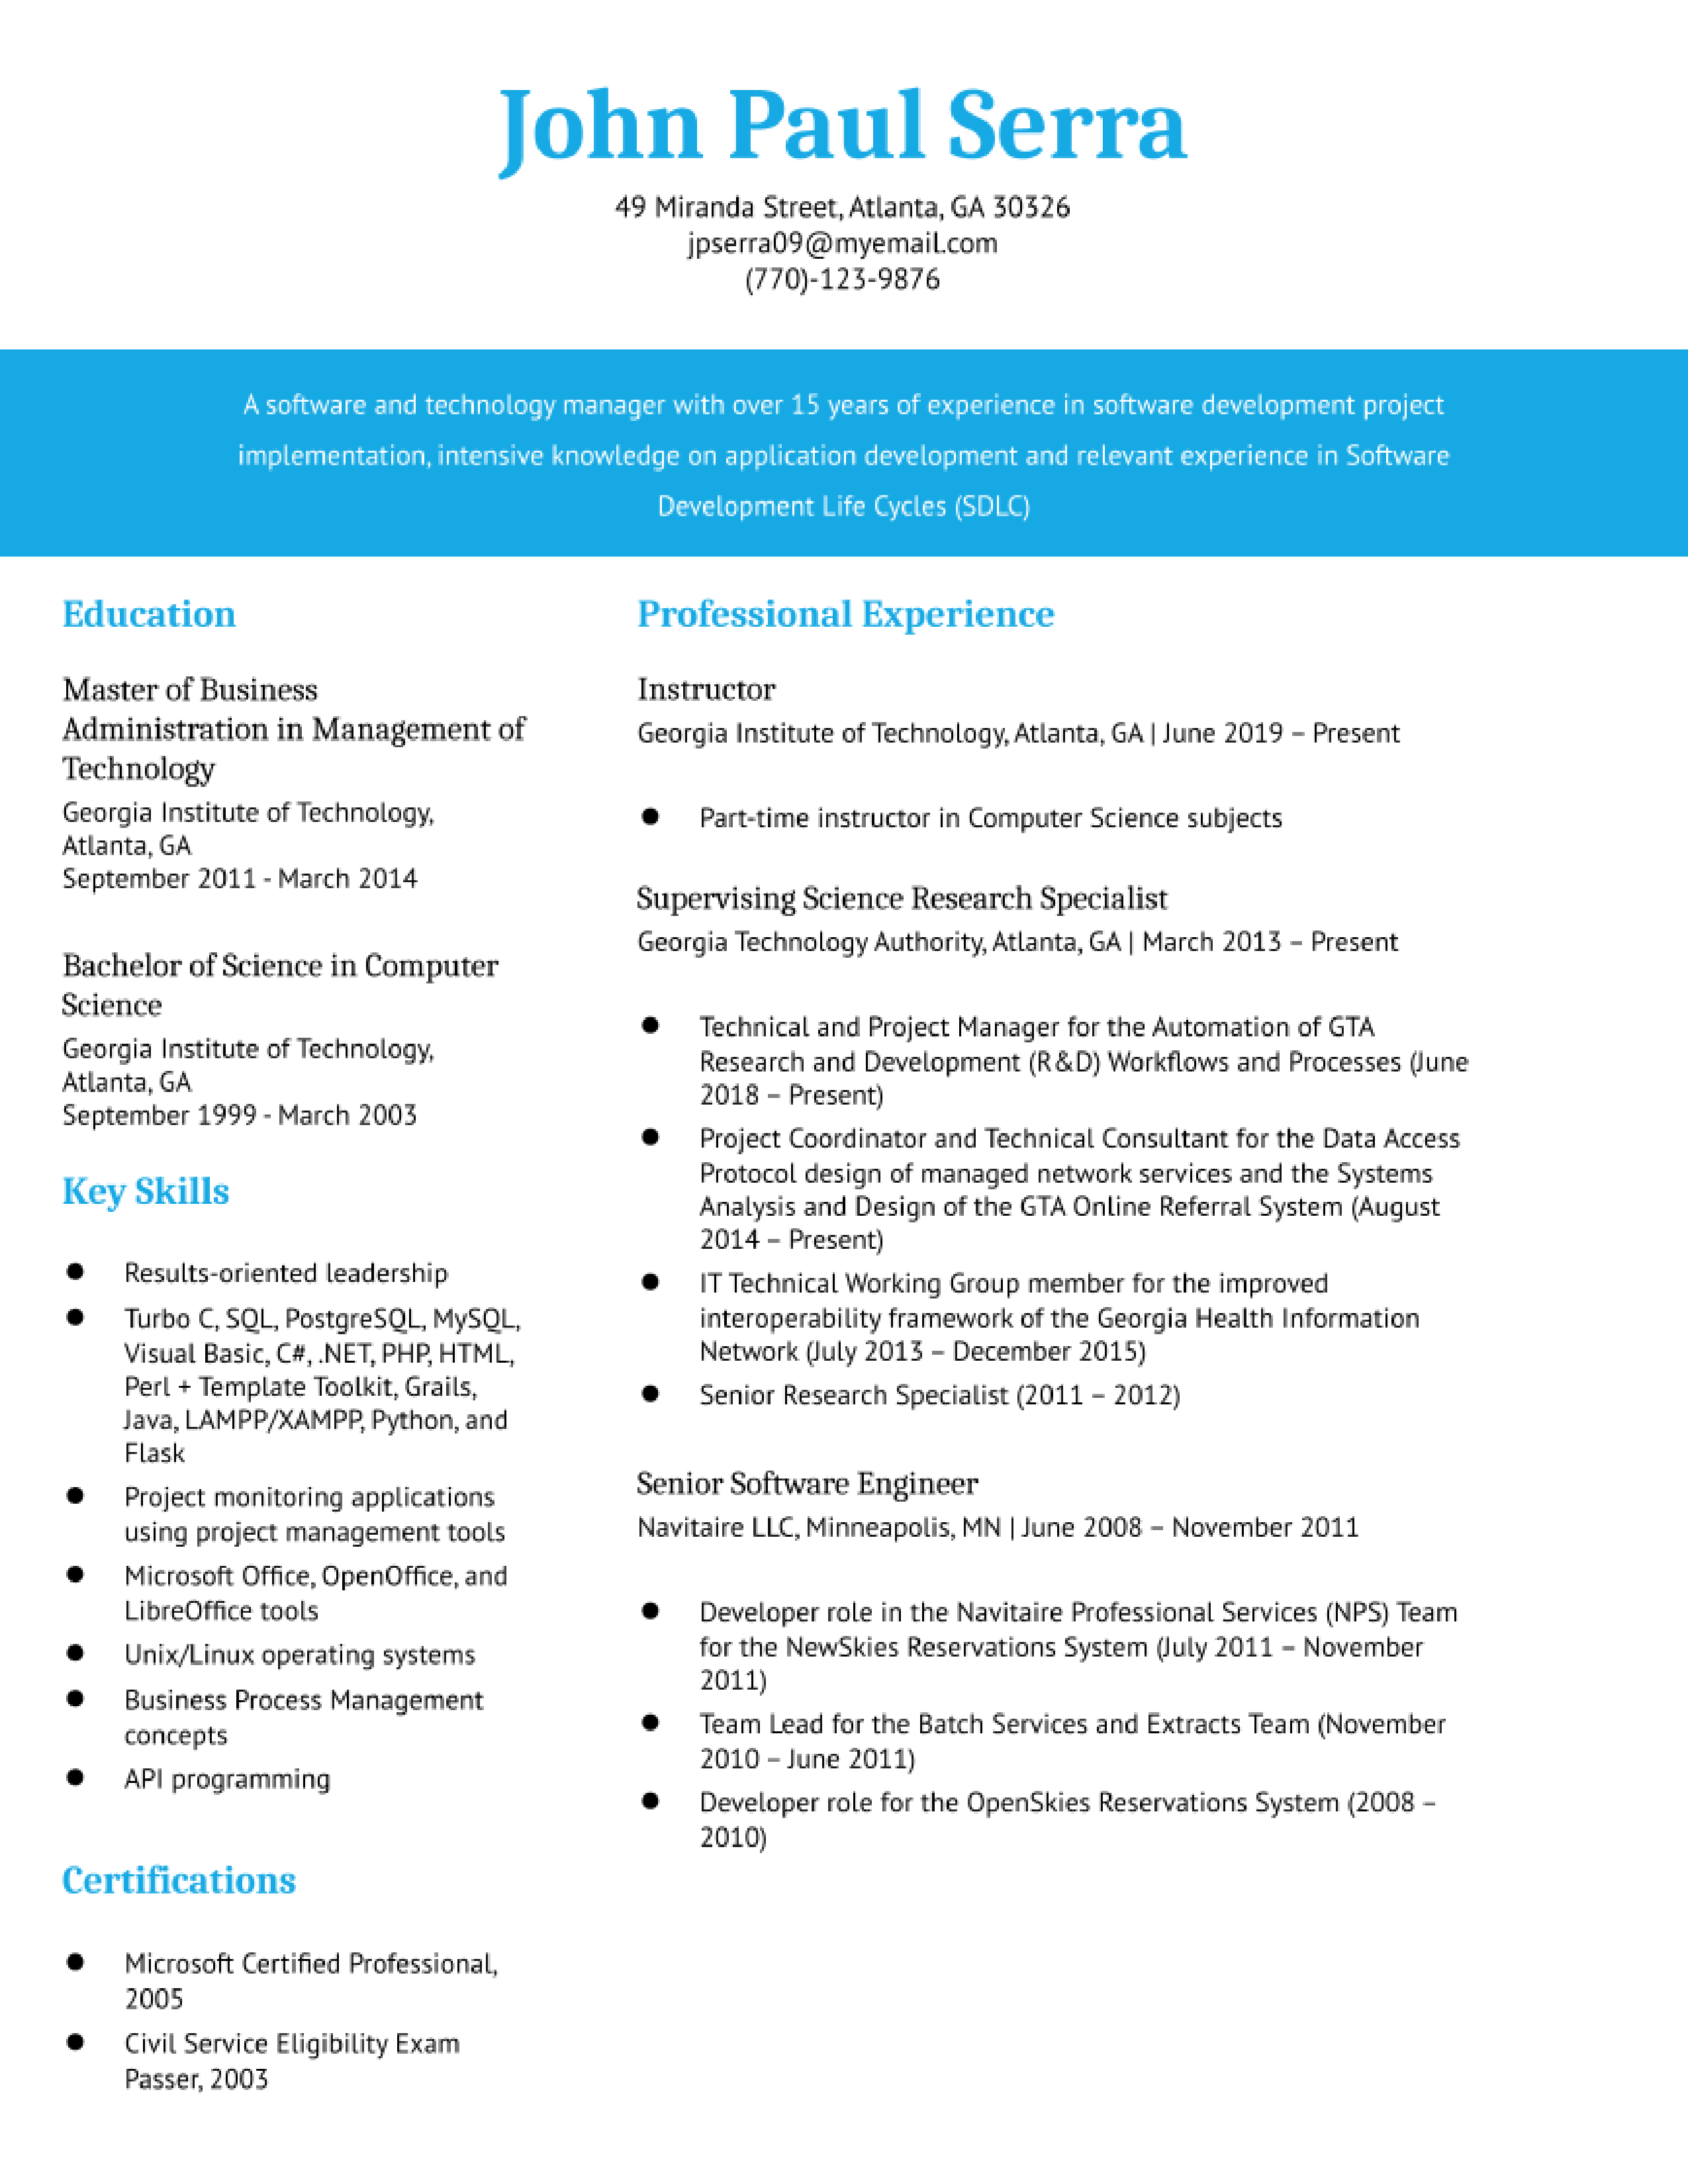 John Paul Serra
49 Miranda Street, Atlanta, GA 30326
jpserra09@myemail.com
(770)-123-9876
A software and technology manager with over 15 years of experience in software development project
implementation, intensive knowledge on application development and relevant experience in Software
Development Life Cycles (SDLC)
Education
Master of Business
Administration in Management of
Technology
Georgia Institute of Technology,
Atlanta, GA
September 2011 - March 2014
Bachelor of Science in Computer
Science
Georgia Institute of Technology,
Atlanta, GA
September 1999 - March 2003
Key Skills
● Results-oriented leadership
● Turbo C, SQL, PostgreSQL, MySQL,
Visual Basic, C#, .NET, PHP, HTML,
Perl + Template Toolkit, Grails,
Java, LAMPP/XAMPP, Python, and
Flask
● Project monitoring applications
using project management tools
● Microsoft Office, OpenOffice, and
LibreOffice tools
● Unix/Linux operating systems
● Business Process Management
concepts
● API programming
Certifications
● Microsoft Certified Professional,
2005
● Civil Service Eligibility Exam
Passer, 2003
Professional Experience
Instructor
Georgia Institute of Technology, Atlanta, GA | June 2019 – Present
● Part-time instructor in Computer Science subjects
Supervising Science Research Specialist
Georgia Technology Authority, Atlanta, GA | March 2013 – Present
● Technical and Project Manager for the Automation of GTA
Research and Development (R&D) Workflows and Processes (June
2018 – Present)
● Project Coordinator and Technical Consultant for the Data Access
Protocol design of managed network services and the Systems
Analysis and Design of the GTA Online Referral System (August
2014 – Present)
● IT Technical Working Group member for the improved
interoperability framework of the Georgia Health Information
Network (July 2013 – December 2015)
● Senior Research Specialist (2011 – 2012)
Senior Software Engineer
Navitaire LLC, Minneapolis, MN | June 2008 – November 2011
● Developer role in the Navitaire Professional Services (NPS) Team
for the NewSkies Reservations System (July 2011 – November
2011)
● Team Lead for the Batch Services and Extracts Team (November
2010 – June 2011)
● Developer role for the OpenSkies Reservations System (2008 –
2010)